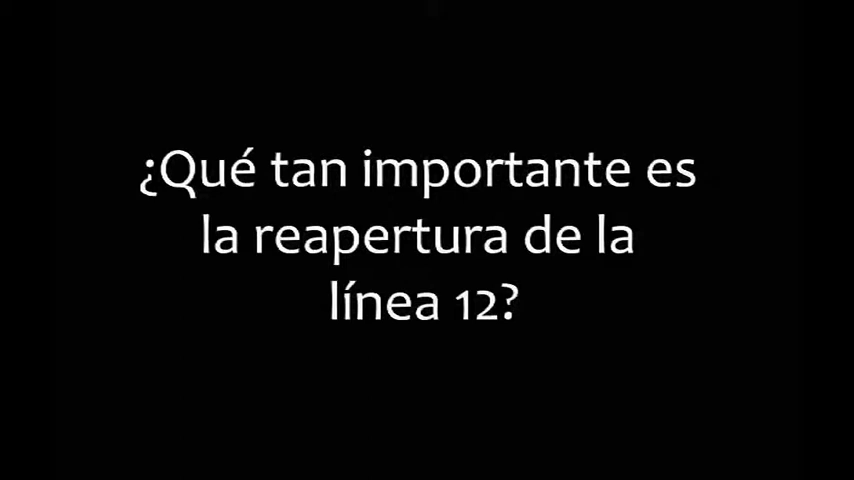 ¿Qué tan importante es
la reapertura de la
línea 12?